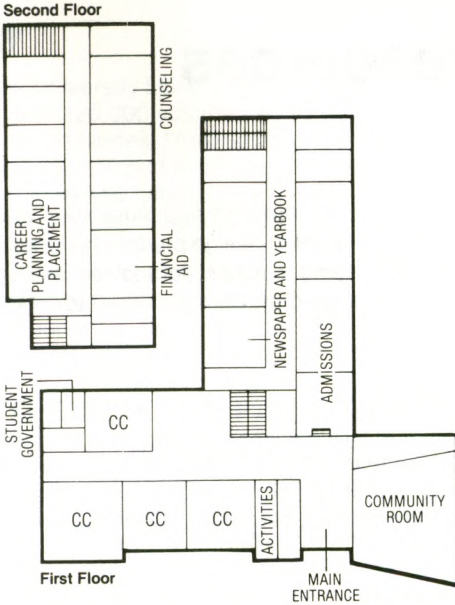 Second Floor
COUNSELING
CAREER
PLANNING AND
PLACEMENT
FINANCIAL
AID
NEWSPAPER AND YEARBOOK
ADMISSIONS
STUDENT
GOVERNMENT
CC
CC
CC
CC
ACTIVITIES
COMMUNITY
ROOM
First Floor
MAIN
ENTRANCE